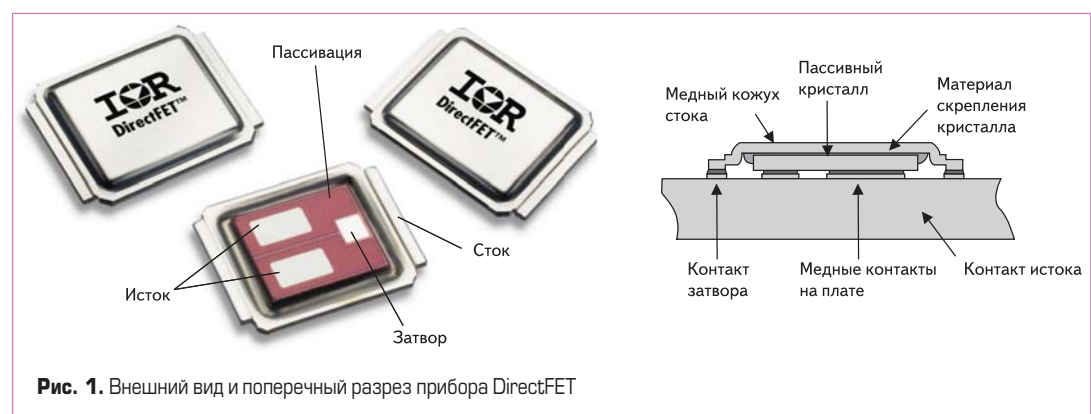 IOR
DirectFET™
Пассивация
IOR
DirectFET™
Исток
Сток
Затвор
Медный кожух
стока
Пассивный
кристалл
Материал
скрепления
кристалла
Контакт
затвора
Медные контакты
на плате
Контакт истока
Рис. 1. Внешний вид и поперечный разрез прибора DirectFET